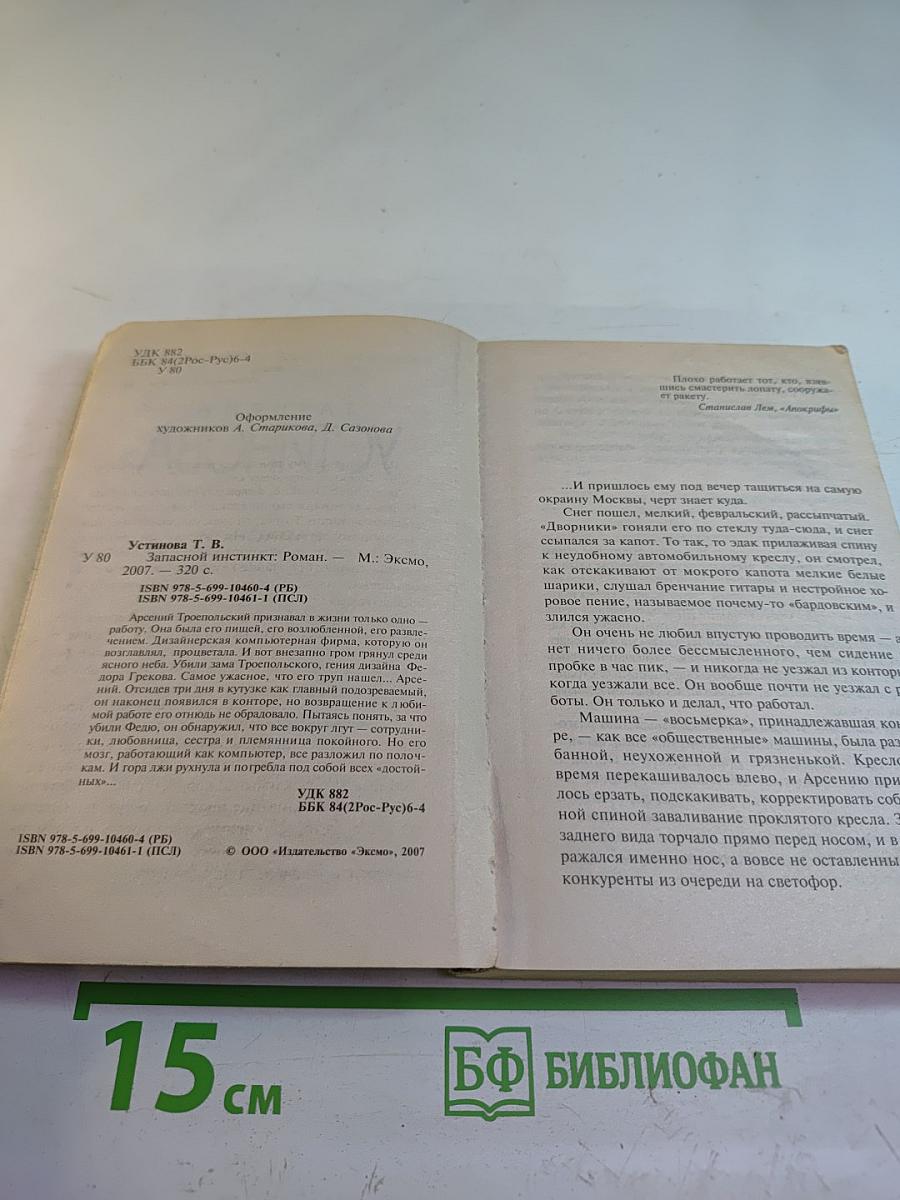 УДК 882
ББК 84(2Рос-Рус)6-4
У 80
Оформление
художников А. Старикова, Д. Сазонова
Устинова Т. В.
У 80 Запасной инстинкт: Роман. — М.: Эксмо,
2007. — 320 с.
ISBN 978-5-699-10460-4 (РБ)
ISBN 978-5-699-10461-1 (ПСЛ)
Арсений Троепольский признавал в жизни только одно —
работу. Она была его пищей, его возлюбленной, его развле-
чением. Дизайнерская компьютерная фирма, которую он
возглавлял, процветала. И вот внезапно гром грянул среди
ясного неба. Убили зама Троепольского, гения дизайна Фе-
дора Грекова. Самое ужасное, что его труп нашел... Арсе-
ний. Отсидев три дня в кутузке как главный подозреваемый,
он наконец появился в конторе, но возвращение к люби-
мой работе его отнюдь не обрадовало. Пытаясь понять, за что
убили Федю, он обнаружил, что все вокруг лгут — сотрудни-
ки, любовница, сестра и племянница покойного. Но его
мозг, работающий как компьютер, все разложил по полоч-
кам. И гора лжи рухнула и погребла под собой всех «достой-
ных»...
УДК 882
ББК 84(2Рос-Рус)6-4
ISBN 978-5-699-10460-4 (РБ)
ISBN 978-5-699-10461-1 (ПСЛ)
© ООО «Издательство «Эксмо», 2007
Плохо работает тот, кто, взяв-
шись смастерить лопату, сооружа-
ет ракету.
Станислав Лем, «Апокрифы»
...И пришлось ему под вечер тащиться на самую
окраину Москвы, черт знает куда.
Снег пошел, мелкий, февральский, рассыпчатый.
«Дворники» гоняли его по стеклу туда-сюда, и снег
ссыпался за капот. То так, то эдак прилаживая спину
к неудобному автомобильному креслу, он смотрел,
как отскакивают от мокрого капота мелкие белые
шарики, слушал бренчание гитары и нестройное хо-
ровое пение, называемое почему-то «бардовским», и
злился ужасно.
Он очень не любил впустую проводить время — а
нет ничего более бессмысленного, чем сидение
пробке в час пик, — и никогда не уезжал из контор
когда уезжали все. Он вообще почти не уезжал с р
боты. Он только и делал, что работал.
Машина — «восьмерка», принадлежавшая кон
ре, — как все «общественные» машины, была раз
банной, неухоженной и грязненькой. Кресло
время перекашивалось влево, и Арсению при
лось ерзать, подскакивать, корректировать соб
ной спиной заваливание проклятого кресла. З
заднего вида торчало прямо перед носом, и в
ражался именно нос, а вовсе не оставленны
конкуренты из очереди на светофор.
15 см
БФ БИБЛИОФАН